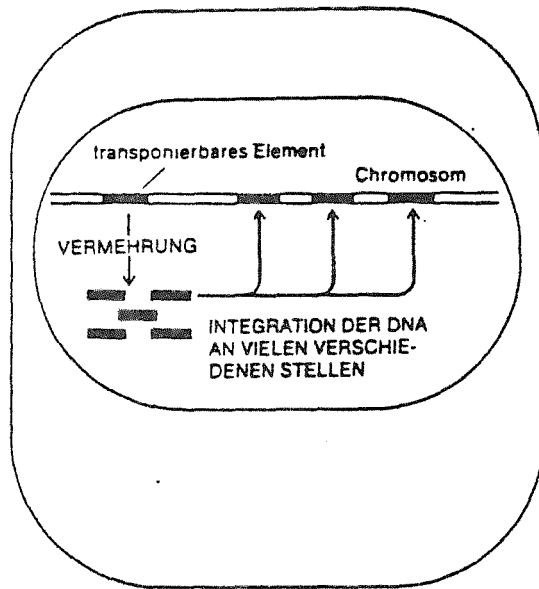 transponierbares Element
Chromosom
VERMEHRUNG
INTEGRATION DER DNA
AN VIELEN VERSCHIE-
DENEN STELLEN